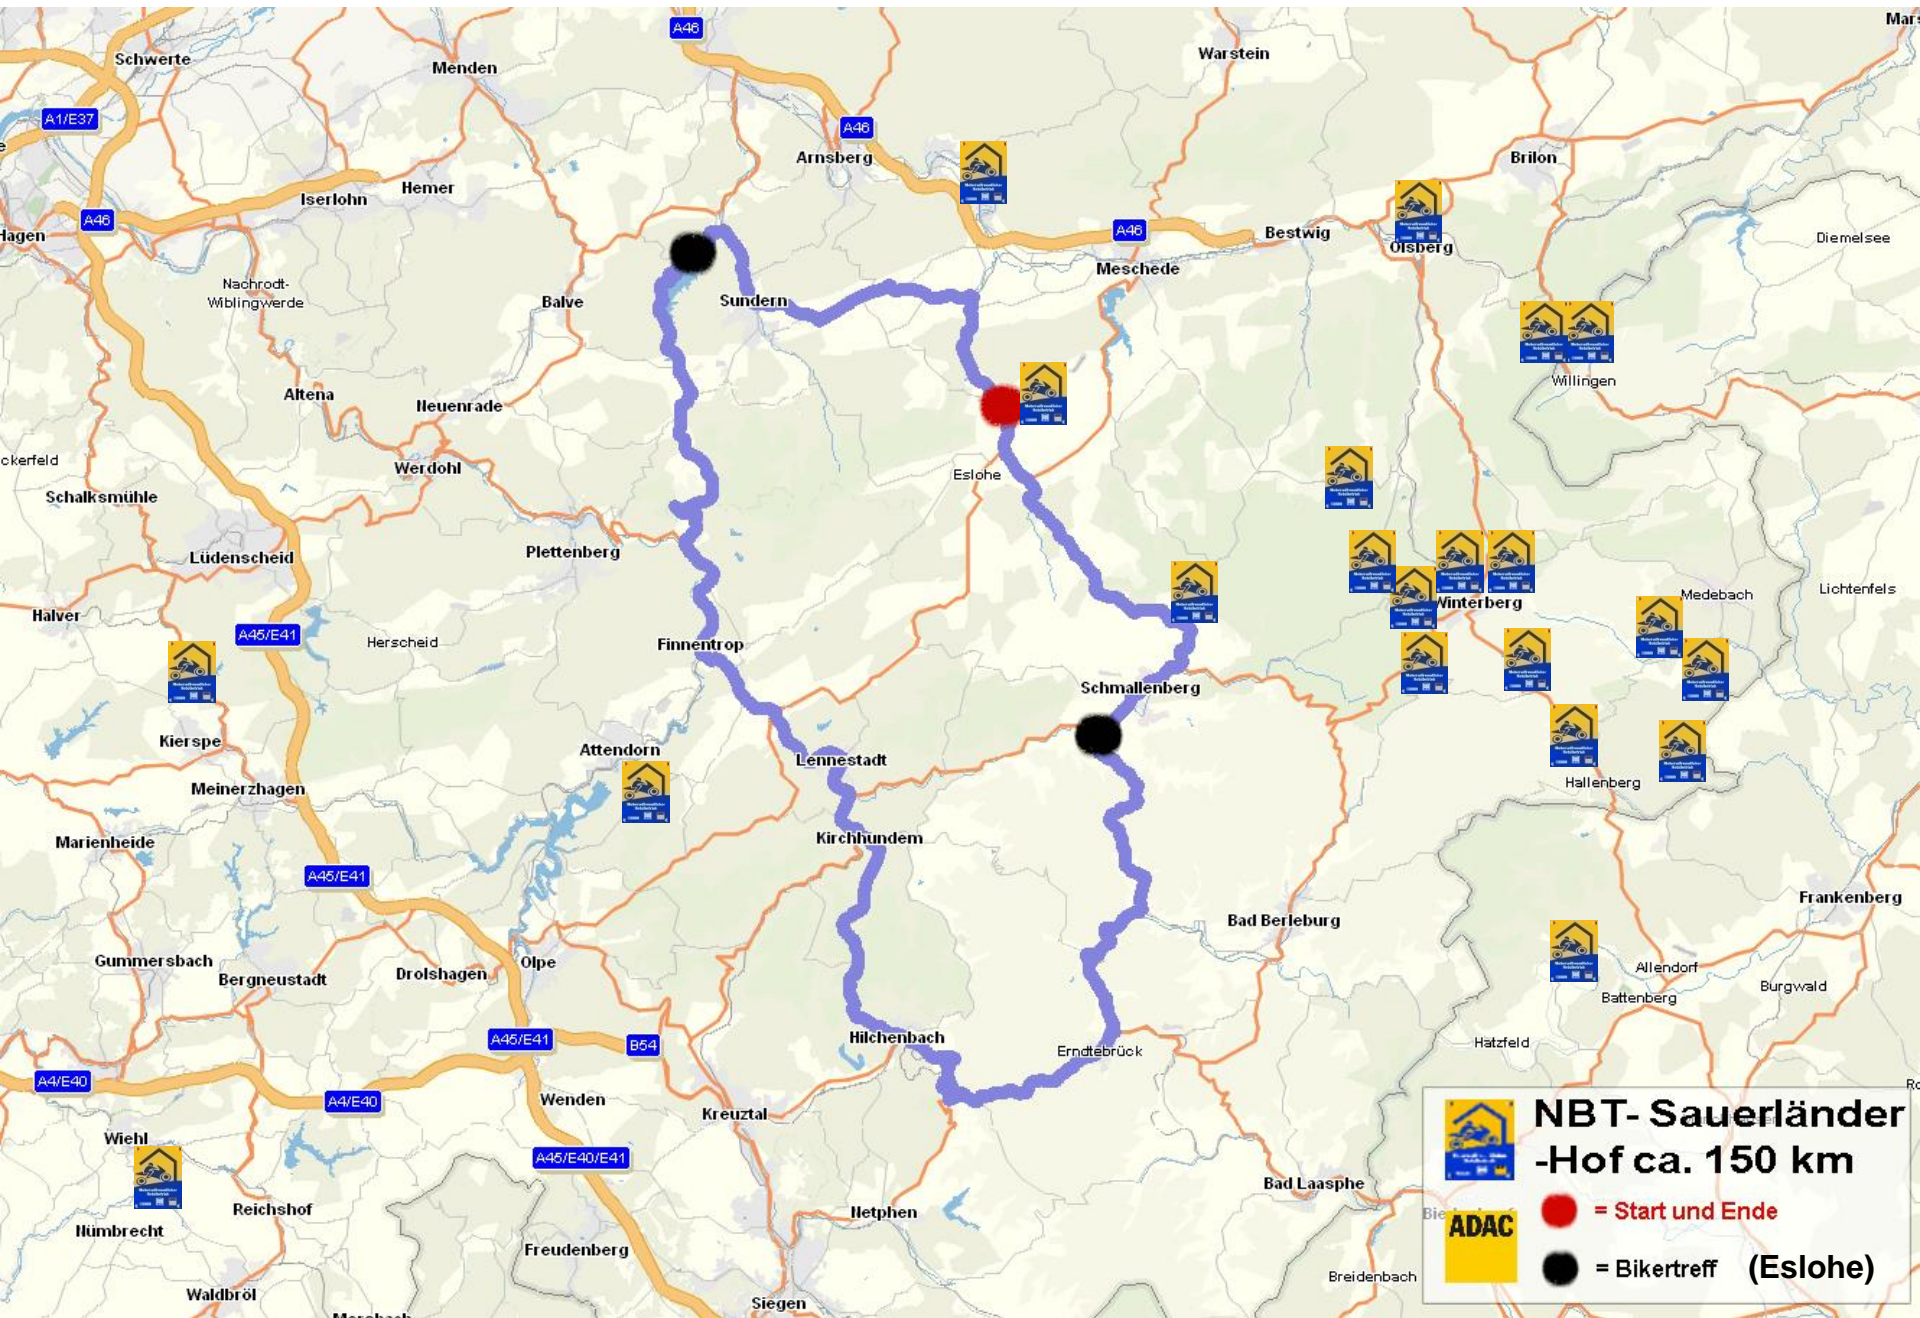 A46
Mars
Schwerte
Menden
Warstein
A1/E37
A46
Arnsberg
Brilon
Hemer
Iserlohn
A46
Hagen
A46
Bestwig
Diemelsee
Olsberg
Meschede
Nachrodt-
Wiblingwerde
Balve
Sundern
Willingen
Altena
Neuenrade
ckerfeld
Werdohl
Eslohe
Schalksmühle
Plettenberg
Lüdenscheid
Lichtenfels
Medebach
Winterberg
Halver
A45/E41
Herscheid
Finnentrop
Schmallenberg
Kierspe
Attendorn
Lennestadt
Hallenberg
Meinerzhagen
Marienheide
Kirchhundem
A45/E41
Frankenberg
Bad Berleburg
Gummersbach
Olpe
Allendorf
Drolshagen
Bergneustadt
Burgwald
Battenberg
A45/E41
B54
Hilchenbach
Hatzfeld
Erndtebrück
A4/E40
A4/E40
Wenden
Kreuztal
Wiehl
A45/E40/E41
Bad Laasphe
Reichshof
Netphen
Nümbrecht
Freudenberg
Breidenbach
Waldbröl
Siegen
Morsbach
NBT- Sauerländer
-Hof ca. 150 km
= Start und Ende
ADAC
= Bikertreff (Eslohe)